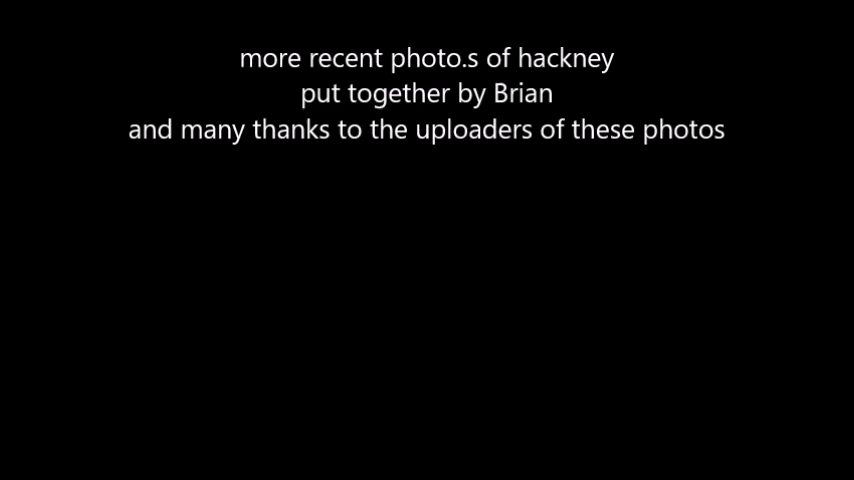 more recent photo.s of hackney
put together by Brian
and many thanks to the uploaders of these photos